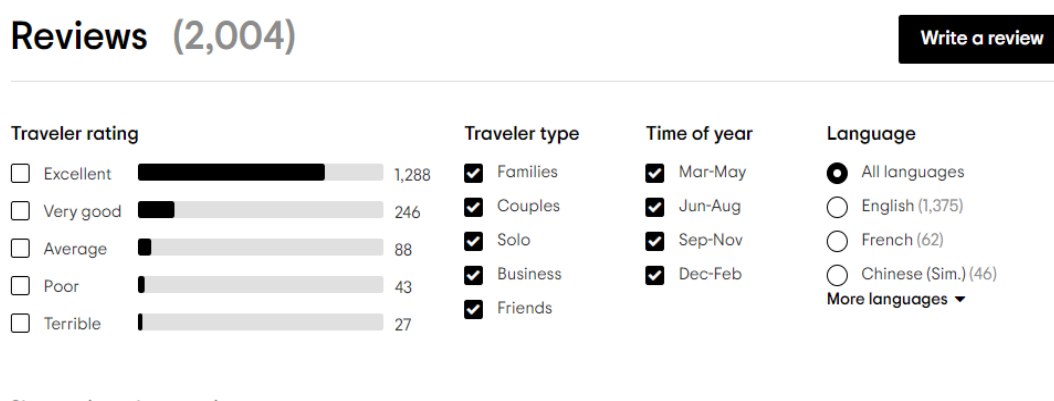 Reviews (2,004)
Write a review
Traveler rating
Excellent 1,288
Very good 246
Average 88
Poor 43
Terrible 27
Traveler type
Families
Couples
Solo
Business
Friends
Time of year
Mar-May
Jun-Aug
Sep-Nov
Dec-Feb
Language
All languages
English (1,375)
French (62)
Chinese (Sim.) (46)
More languages